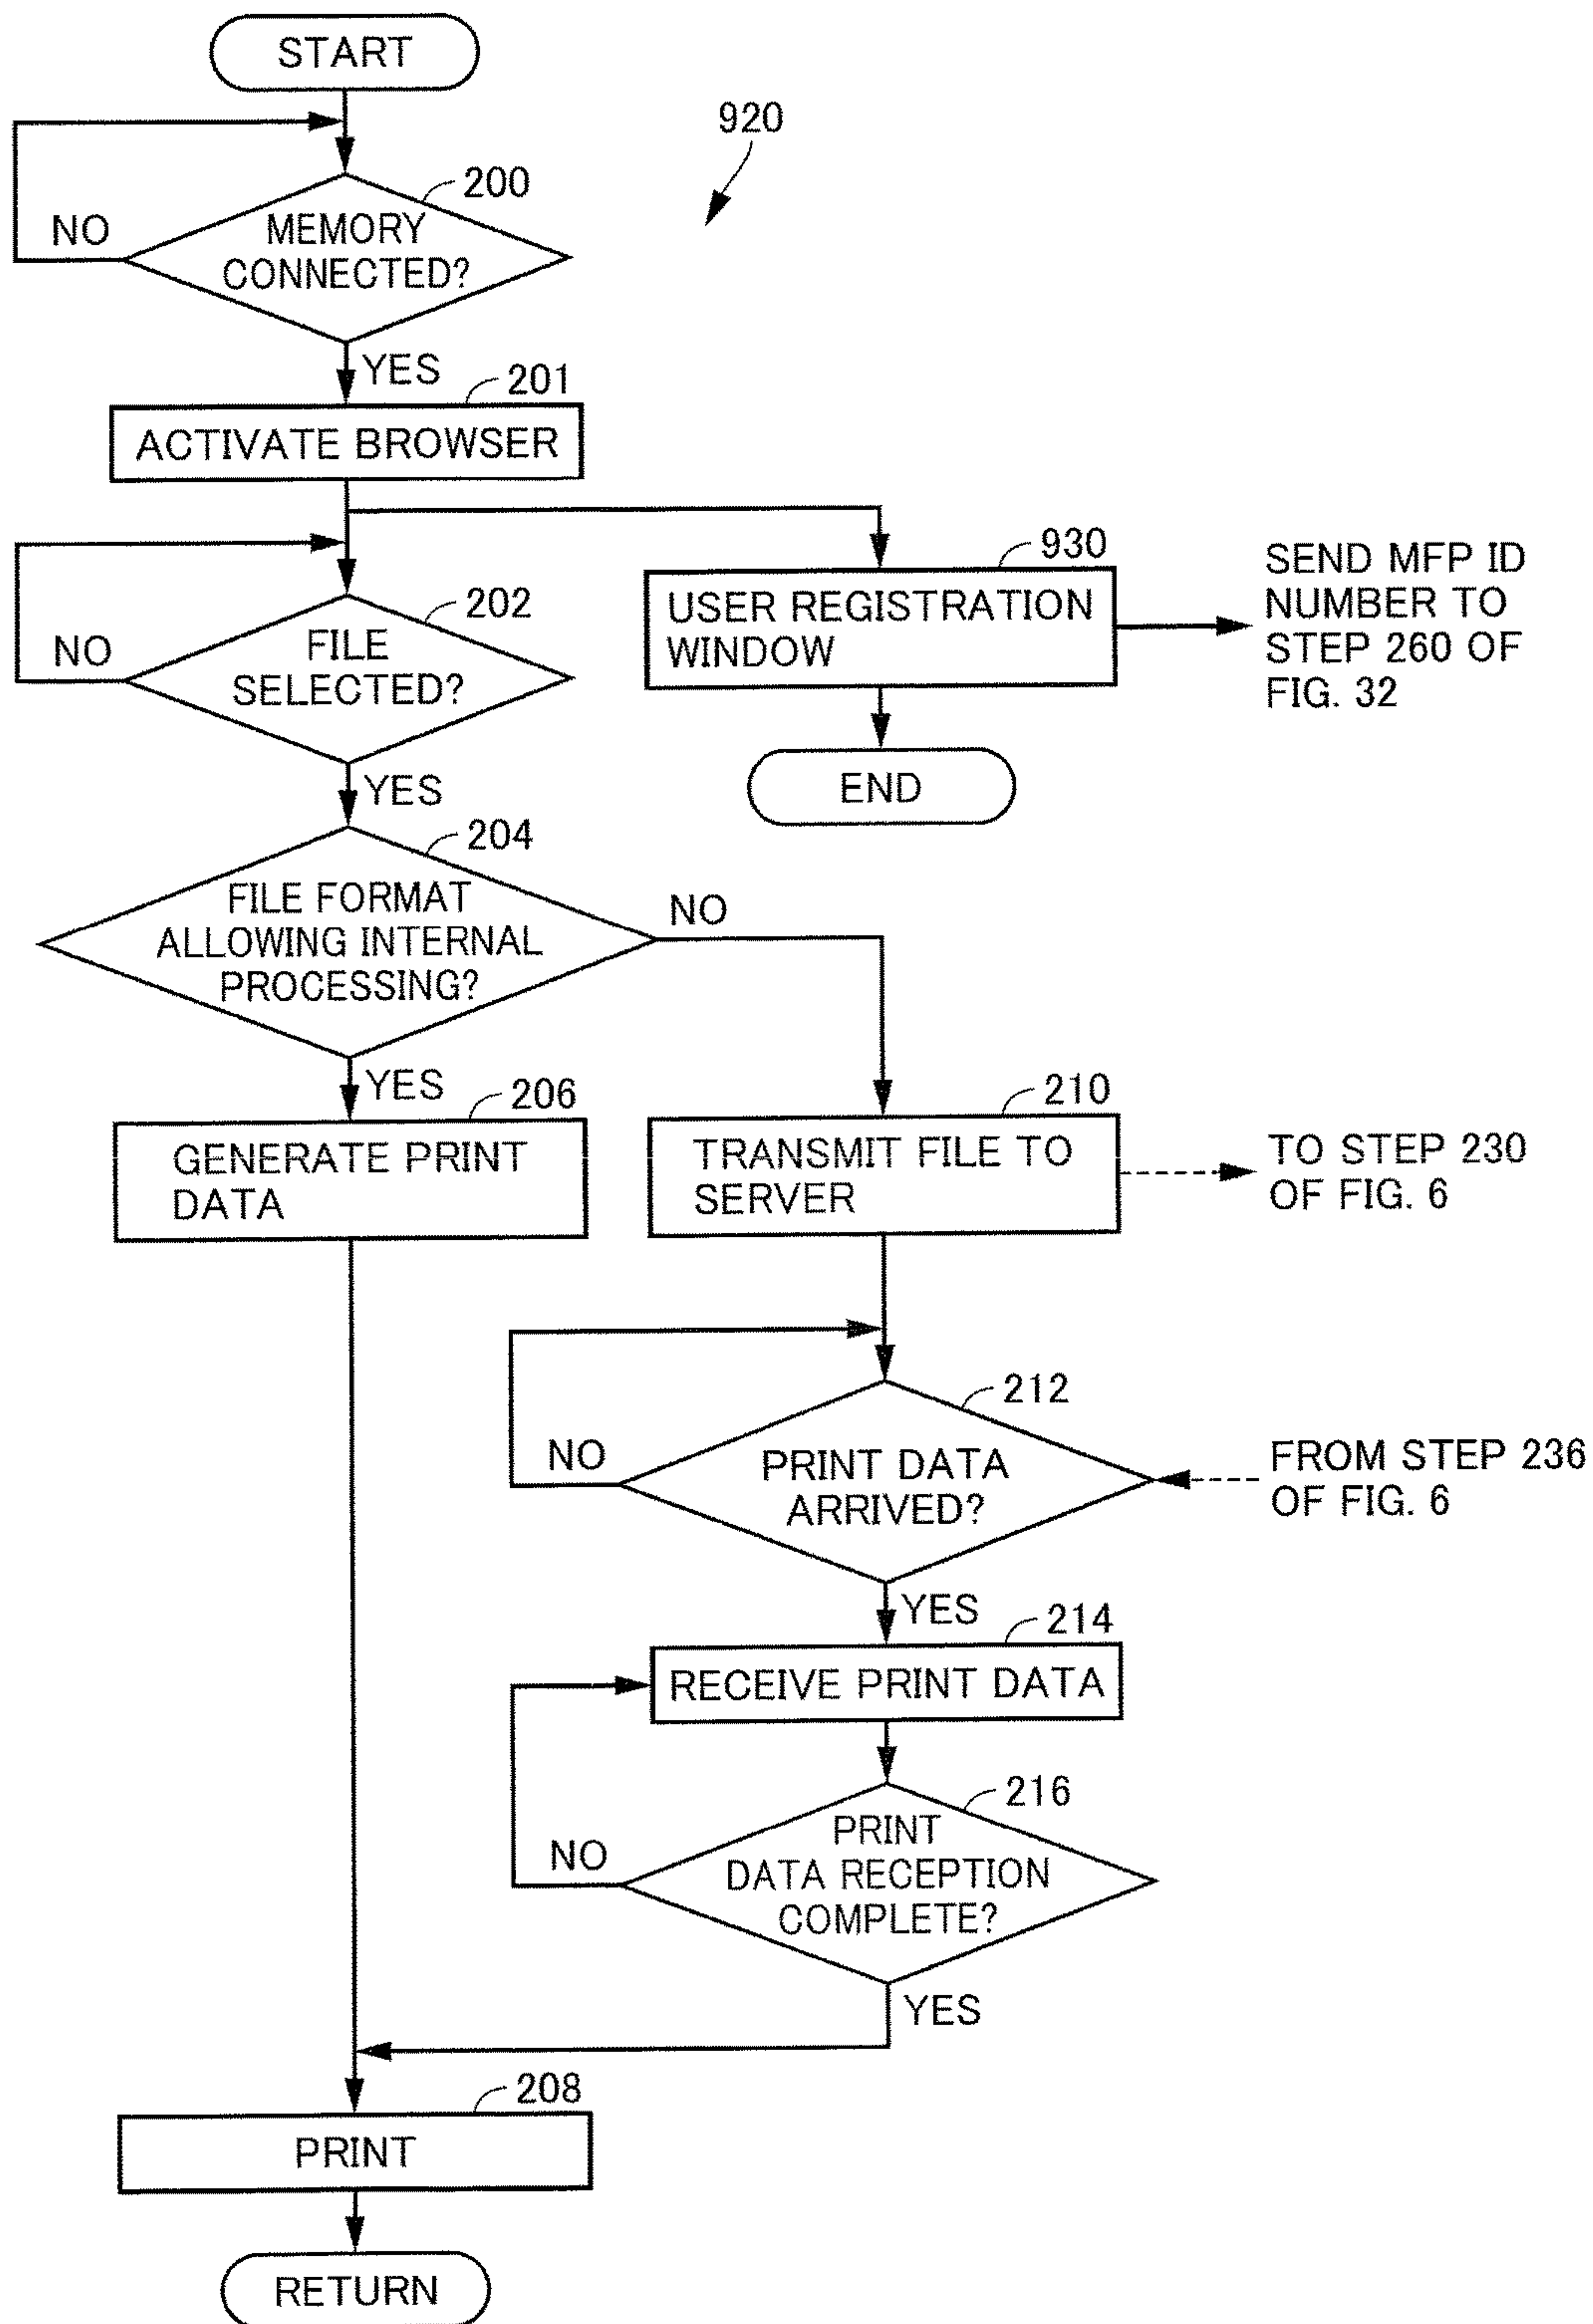 START
920
200
MEMORY
CONNECTED?
NO
YES
201
ACTIVATE BROWSER
930
USER REGISTRATION
WINDOW
SEND MFP ID
NUMBER TO
STEP 260 OF
FIG. 32
202
FILE
SELECTED?
NO
YES
END
204
FILE FORMAT
ALLOWING INTERNAL
PROCESSING?
NO
YES
206
GENERATE PRINT
DATA
210
TRANSMIT FILE TO
SERVER
TO STEP 230
OF FIG. 6
212
PRINT DATA
ARRIVED?
NO
FROM STEP 236
OF FIG. 6
YES
214
RECEIVE PRINT DATA
216
PRINT
DATA RECEPTION
COMPLETE?
NO
YES
208
PRINT
RETURN